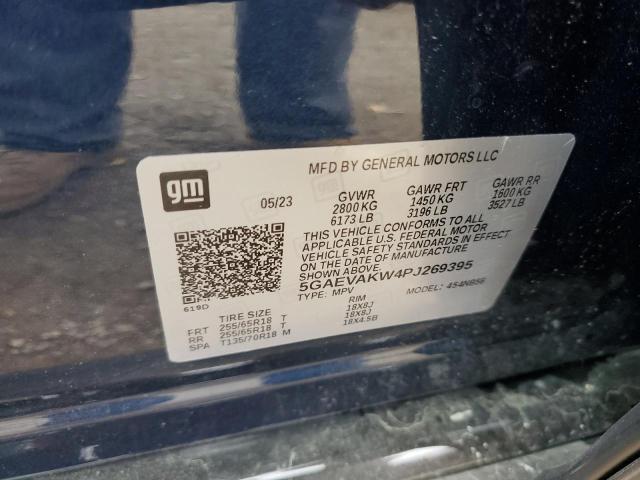 MFD BY GENERAL MOTORS LLC
gm
05/23 GVWR GAWR FRT GAWR RR
2800 KG 1450 KG 1600 KG
6173 LB 3196 LB 3527 LB
THIS VEHICLE CONFORMS TO ALL
APPLICABLE U.S. FEDERAL MOTOR
VEHICLE SAFETY STANDARDS IN EFFECT
ON THE DATE OF MANUFACTURE
5GAEVAKW4PJ269395
TYPE: MPV MODEL: 4S4NB56
619D
TIRE SIZE RIM
FRT 255/65R18 T 18X8J
RR 255/65R18 T 18X8J
SPA T135/70R18 M 18X4.5B